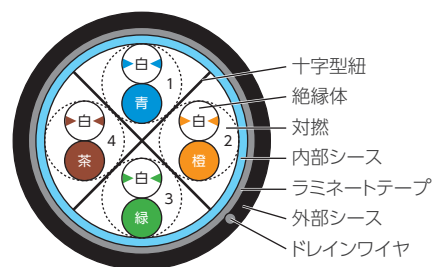 白
1
青
白
4
茶
白
2
橙
白
3
緑
十字型紐
絶縁体
対撚
内部シース
ラミネートテープ
外部シース
ドレインワイヤ